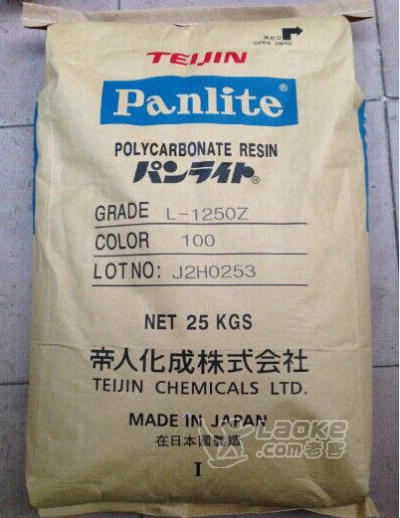 OPEN HERE
TEIJIN
Panlite®
POLYCARBONATE RESIN
パンライト®
GRADE L-1250Z
COLOR 100
LOT NO: J2H0253
NET 25 KGS
帝人化成株式会社
TEIJIN CHEMICALS LTD.
MADE IN JAPAN
在日本國製造
I
Laoke
.com老客